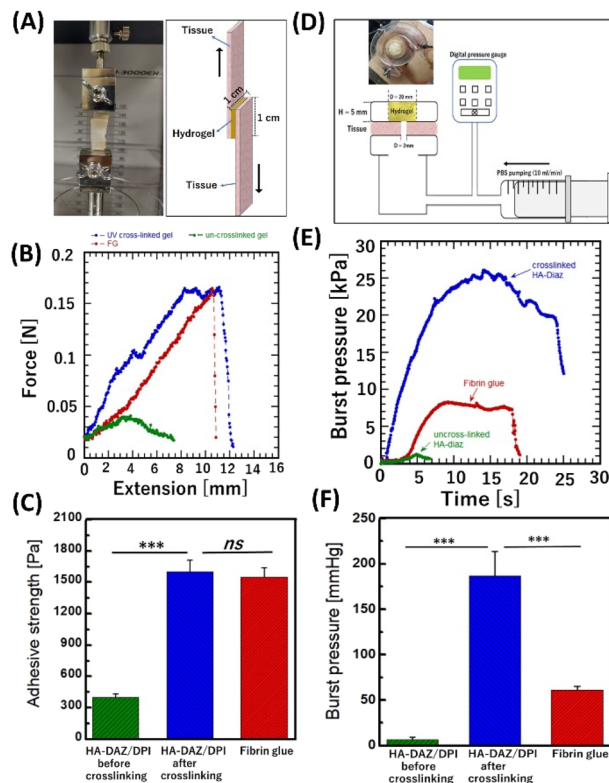 (A)
Tissue
1 cm
1 cm
Hydrogel
Tissue
(B)
UV cross-linked gel
un-crosslinked gel
FG
0.2
0.15
0.1
0.05
0
Force [N]
0 2 4 6 8 10 12 14 16
Extension [mm]
(C)
1800
1500
1200
900
600
300
0
Adhesive strength [Pa]
***
ns
HA-DAZ/DPI
before
crosslinking
HA-DAZ/DPI
after
crosslinking
Fibrin glue
(D)
Digital pressure gauge
D = 20 mm
H = 5 mm
Hydrogel
Tissue
D = 3mm
PBS pumping (10 ml/min)
(E)
30
25
20
15
10
5
0
Burst pressure [kPa]
crosslinked
HA-Diaz
Fibrin glue
uncross-linked
HA-diaz
0 5 10 15 20 25 30
Time [s]
(F)
250
200
150
100
50
0
Burst pressure [mmHg]
***
***
HA-DAZ/DPI
before
crosslinking
HA-DAZ/DPI
after
crosslinking
Fibrin glue